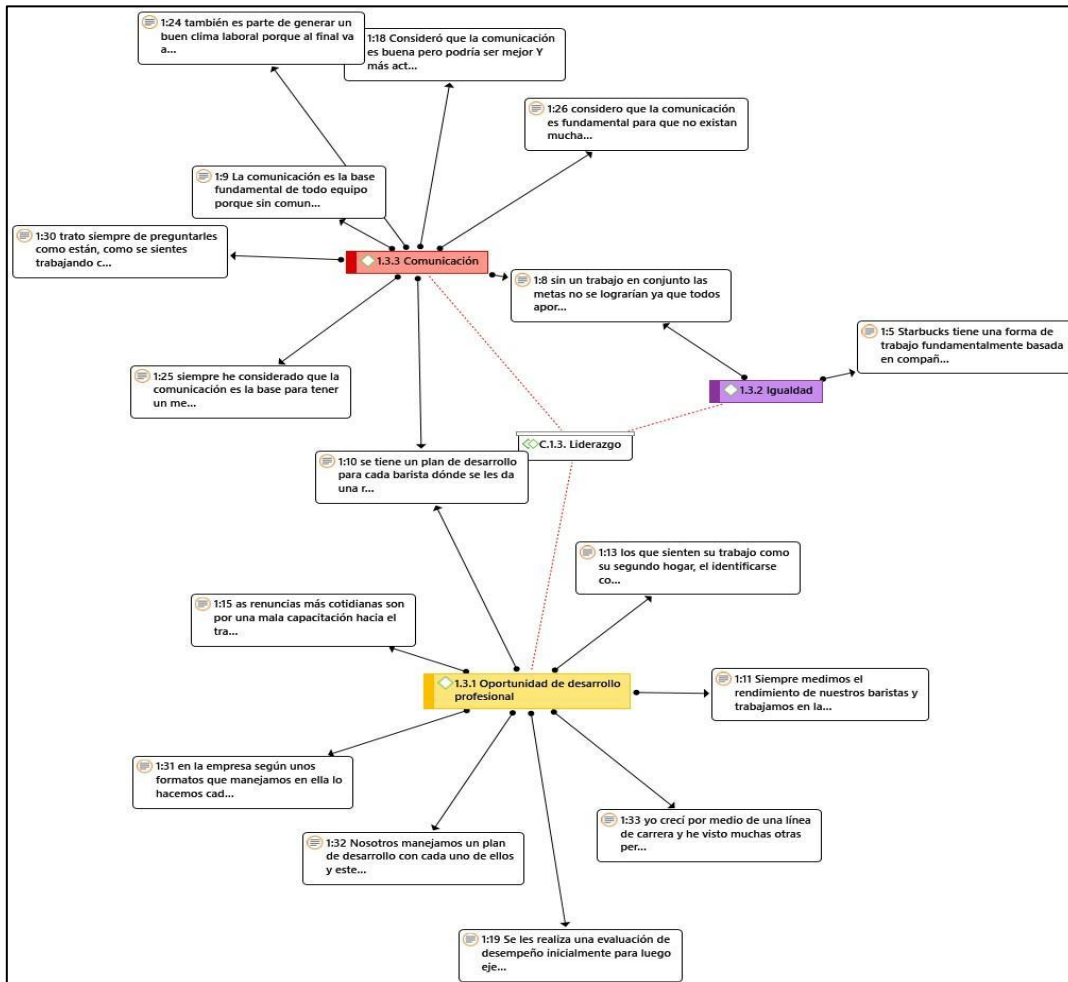 1:24 también es parte de generar un
buen clima laboral porque al final va
a...
1:18 Consideró que la comunicación
es buena pero podría ser mejor Y
más act...
1:26 considero que la comunicación
es fundamental para que no existan
mucha...
1:9 La comunicación es la base
fundamental de todo equipo
porque sin comun...
1:30 trato siempre de preguntarles
como están, como se sientes
trabajando c...
1.3.3 Comunicación
1:8 sin un trabajo en conjunto las
metas no se lograrían ya que todos
apor...
1:5 Starbucks tiene una forma de
trabajo fundamentalmente basada
en compañ...
1:25 siempre he considerado que la
comunicación es la base para tener
un me...
1.3.2 Igualdad
C.1.3. Liderazgo
1:10 se tiene un plan de desarrollo
para cada barista dónde se les da
una r...
1:13 los que sienten su trabajo como
su segundo hogar, el identificarse
co...
1:15 as renuncias más cotidianas son
por una mala capacitación hacia el
tra...
1.3.1 Oportunidad de desarrollo
profesional
1:11 Siempre medimos el
rendimiento de nuestros baristas y
trabajamos en la...
1:31 en la empresa según unos
formatos que manejamos en ella lo
hacemos cad...
1:33 yo crecí por medio de una línea
de carrera y he visto muchas otras
per...
1:32 Nosotros manejamos un plan
de desarrollo con cada uno de ellos
y este...
1:19 Se les realiza una evaluación de
desempeño inicialmente para luego
eje...